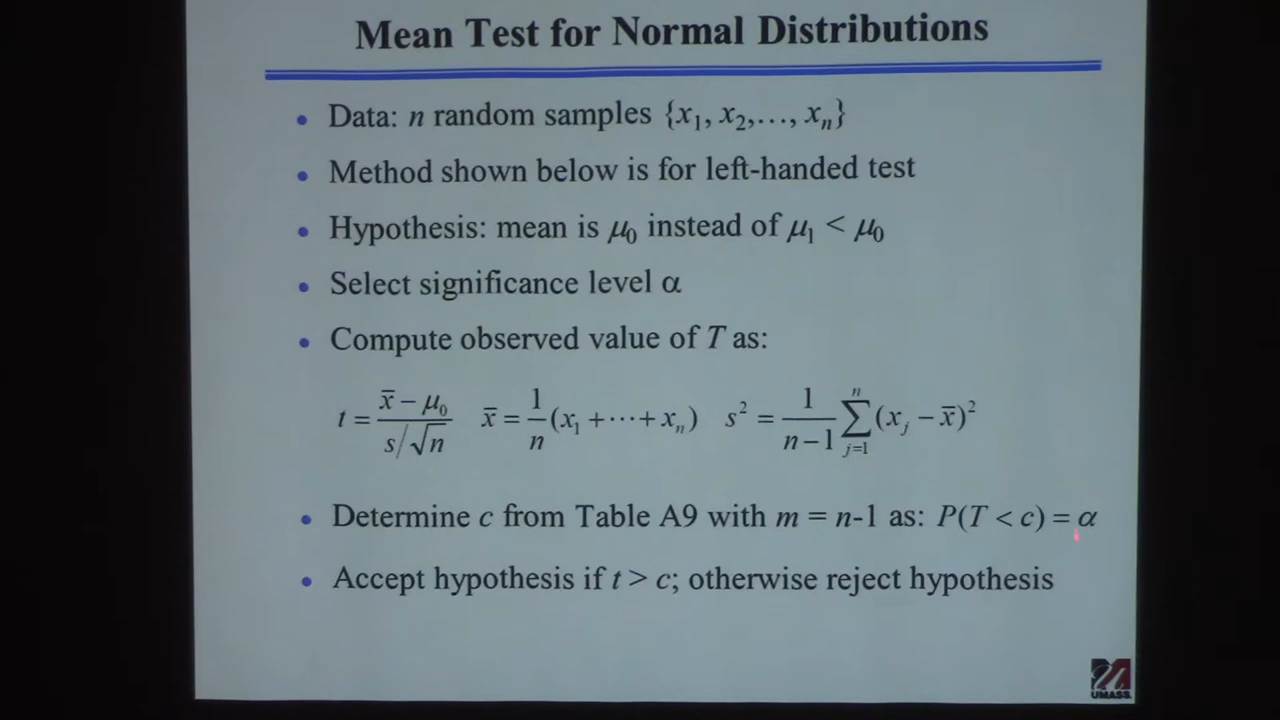 Mean Test for Normal Distributions
• Data: n random samples {x₁, x₂,…, xₙ}
• Method shown below is for left-handed test
• Hypothesis: mean is μ₀ instead of μ₁ < μ₀
• Select significance level α
• Compute observed value of T as:
t = (x̄ − μ₀)/(s/√n)   x̄ = 1/n (x₁ + ⋯ + xₙ)   s² = 1/(n−1) ∑ⱼ₌₁ⁿ (xⱼ − x̄)²
• Determine c from Table A9 with m = n-1 as: P(T < c) = α
• Accept hypothesis if t > c; otherwise reject hypothesis
UMASS